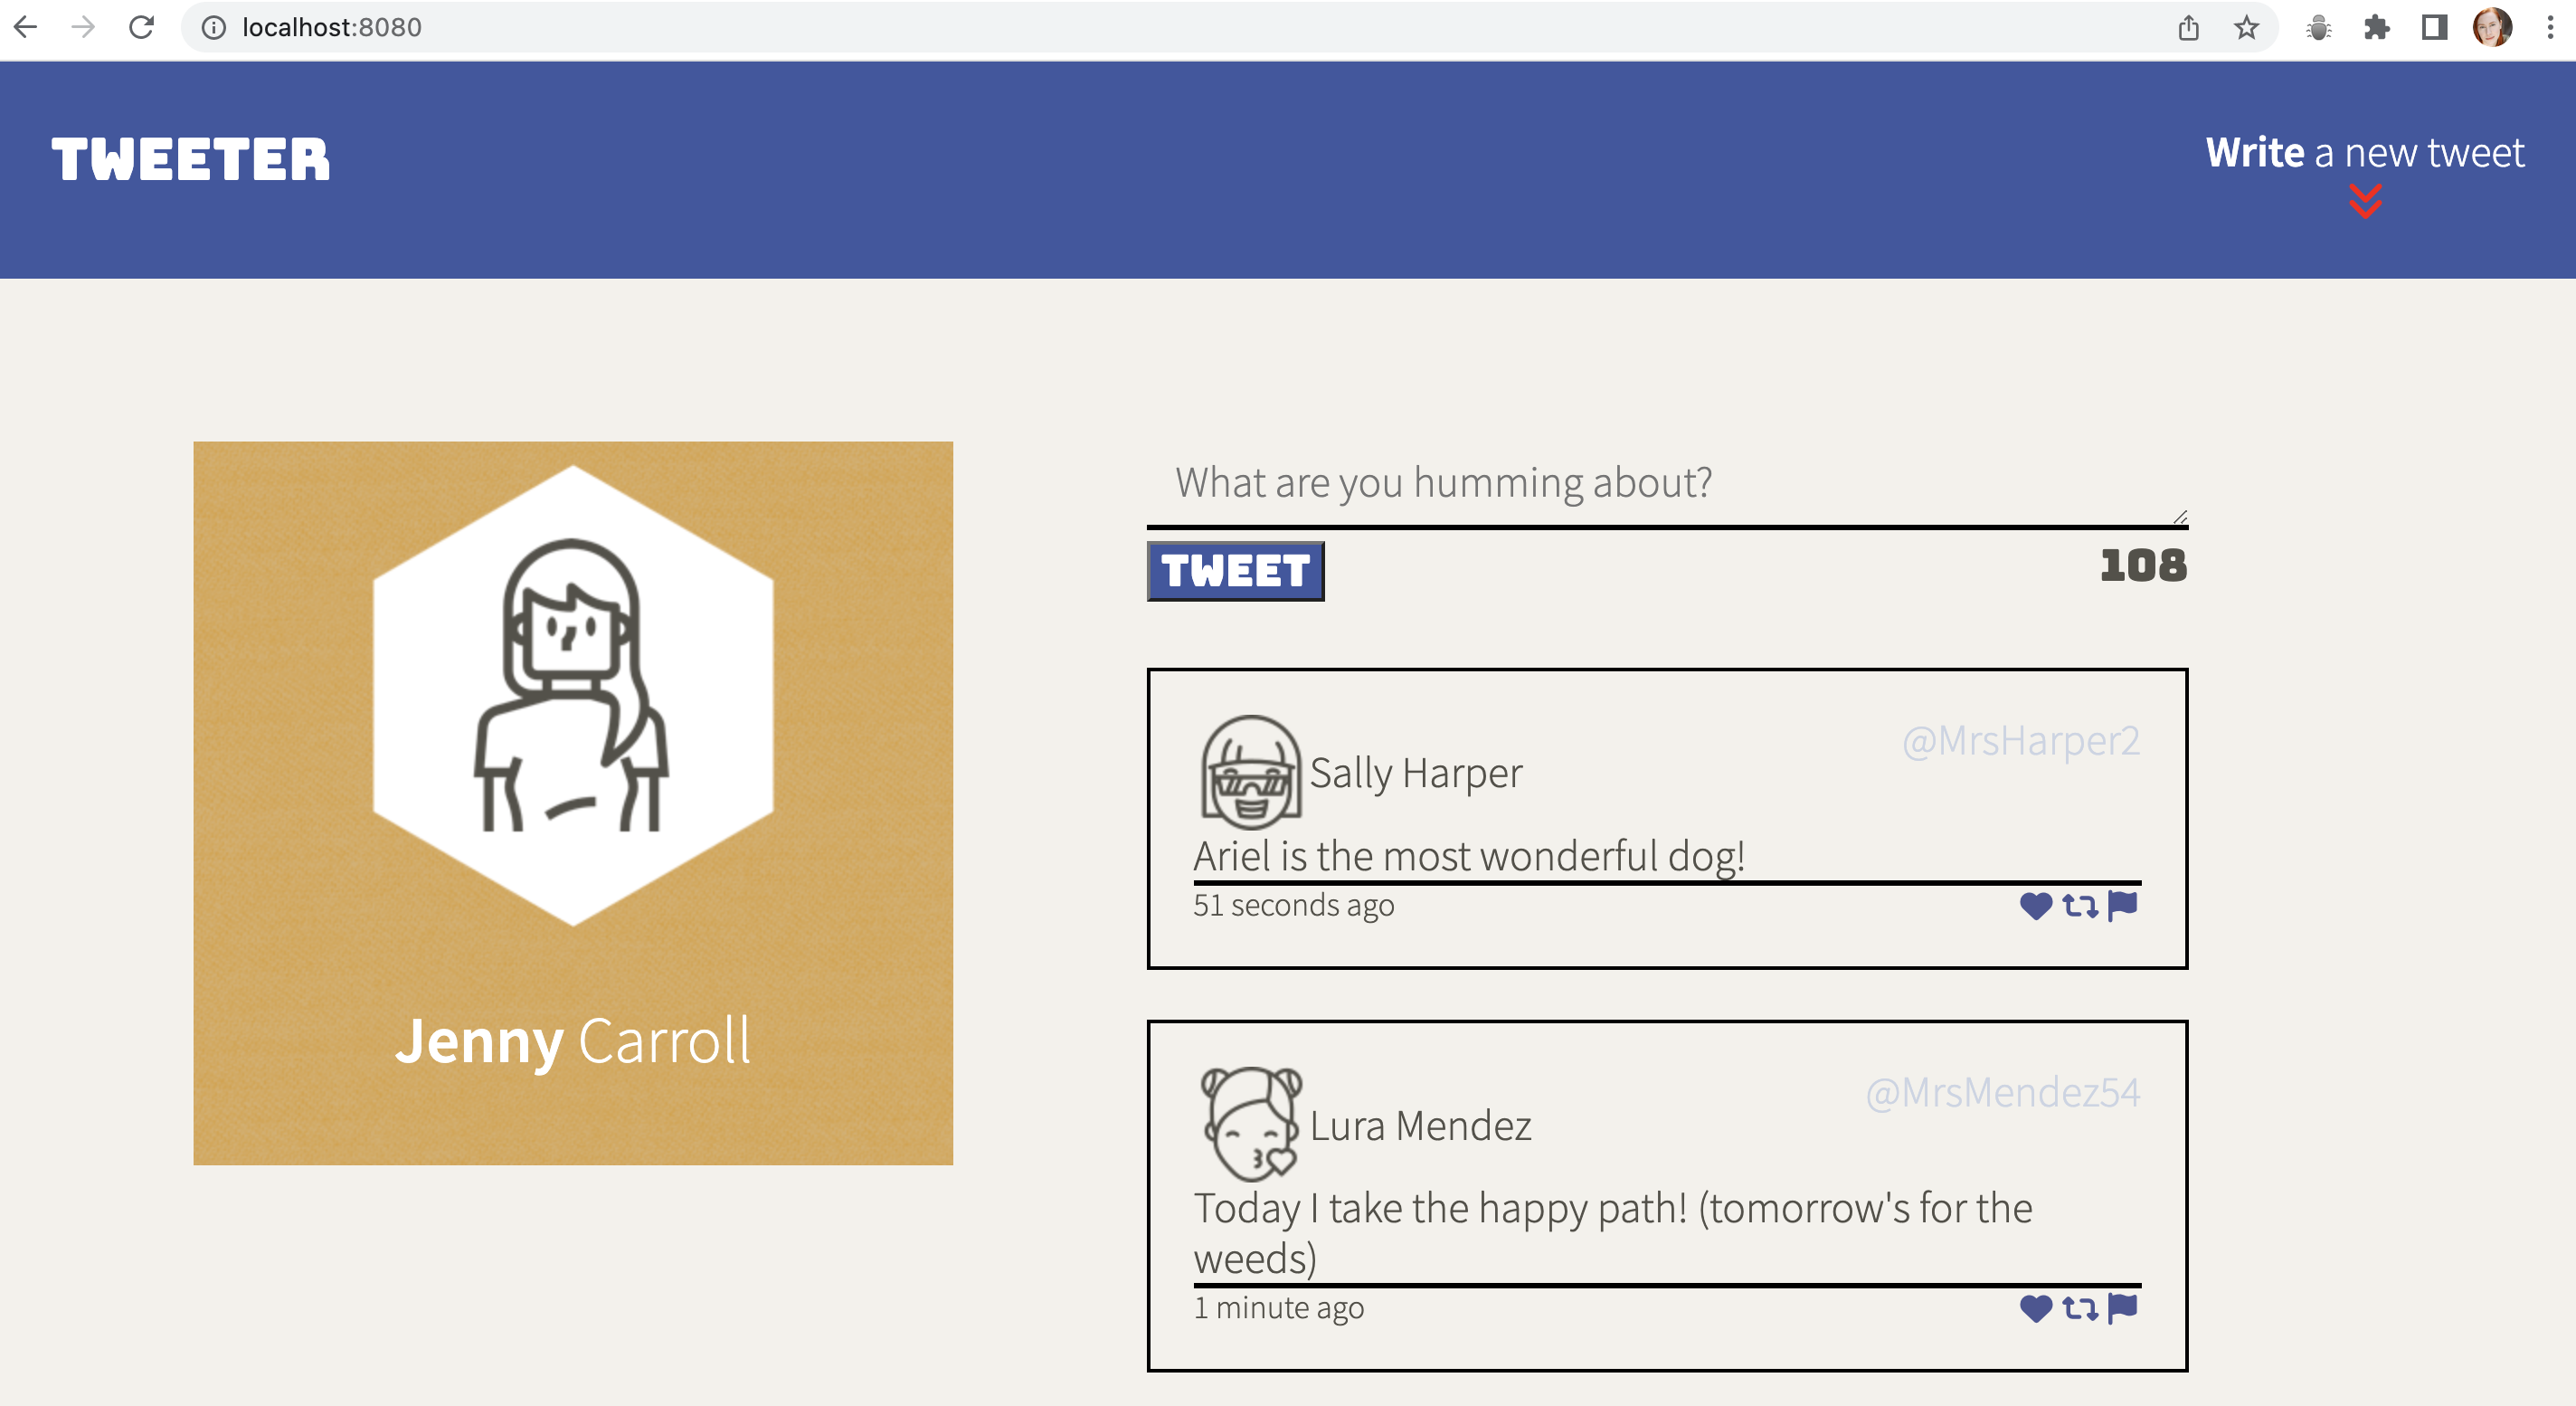 localhost:8080
TWEETER
Write a new tweet
Jenny Carroll
What are you humming about?
TWEET
108
@MrsHarper2
Sally Harper
Ariel is the most wonderful dog!
51 seconds ago
@MrsMendez54
Lura Mendez
Today I take the happy path! (tomorrow's for the
weeds)
1 minute ago